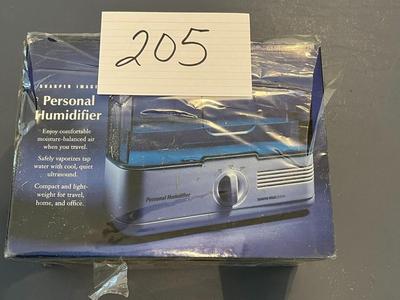 205
SHARPER IMAGE
Personal
Humidifier
Enjoy comfortable
moisture-balanced air
when you travel.
Safely vaporizes tap
water with cool, quiet
ultrasound.
Compact and light-
weight for travel,
home, and office.
Personal Humidifier